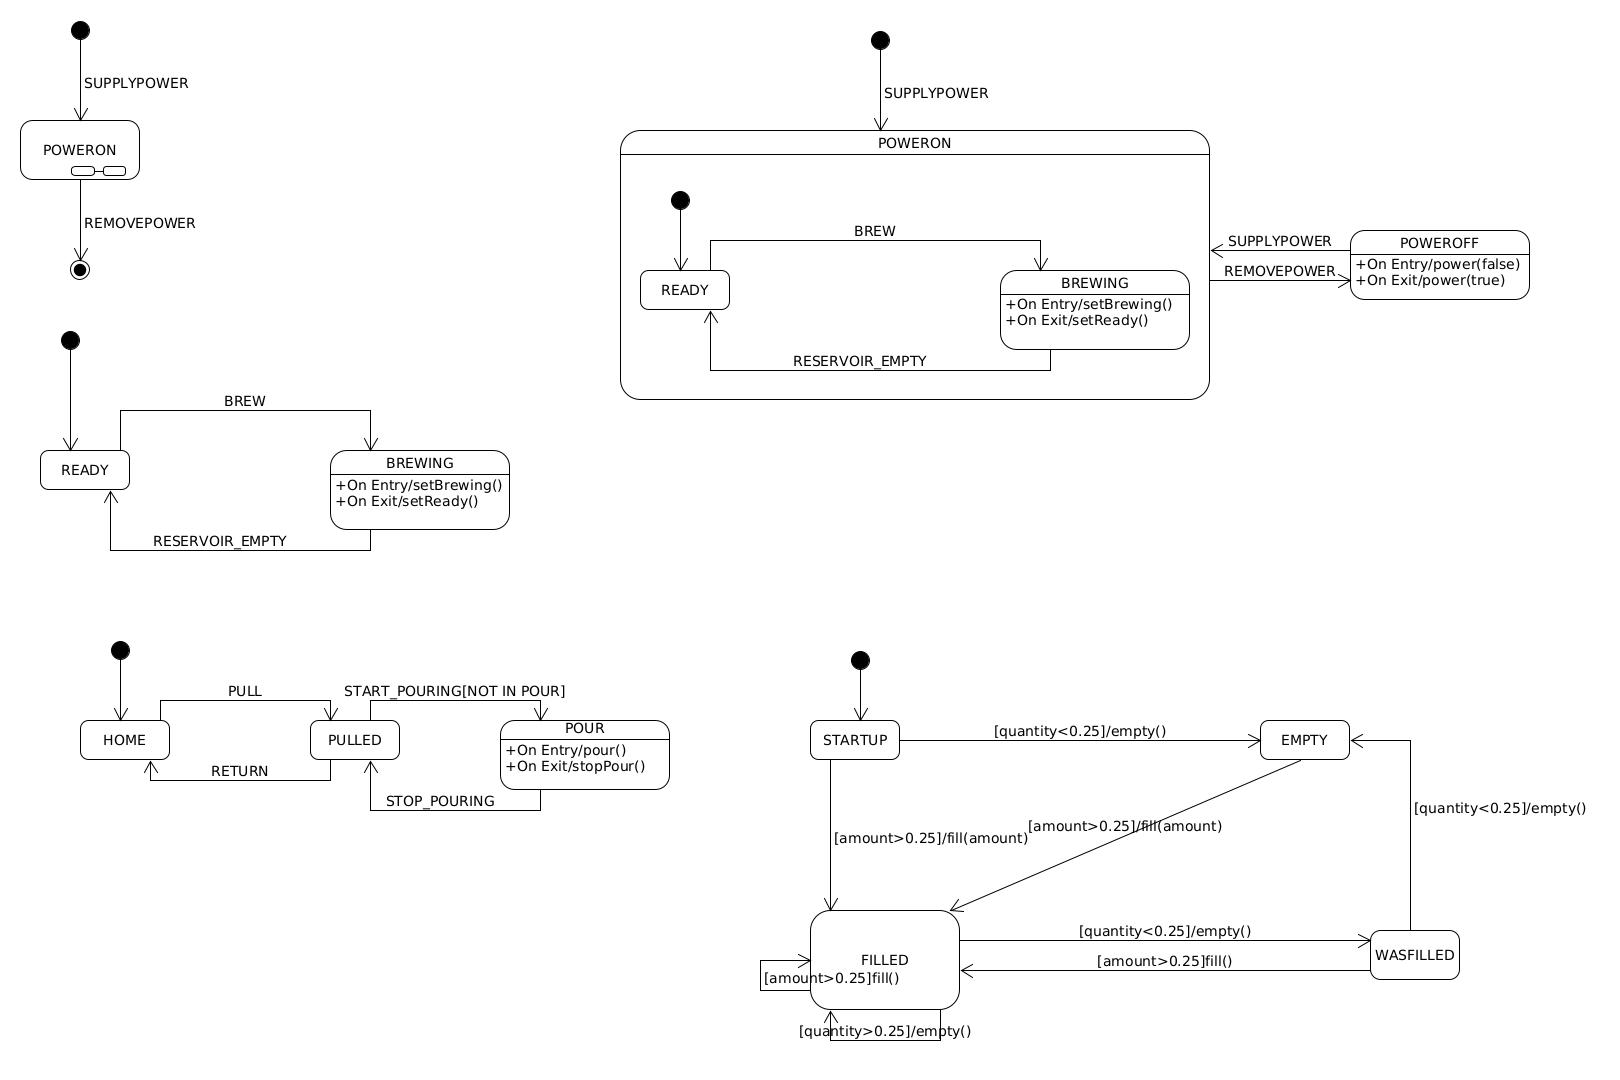 SUPPLYPOWER
POWERON
REMOVEPOWER
SUPPLYPOWER
POWERON
BREW
READY
BREWING
+On Entry/setBrewing()
+On Exit/setReady()
RESERVOIR_EMPTY
SUPPLYPOWER
REMOVEPOWER
POWEROFF
+On Entry/power(false)
+On Exit/power(true)
BREW
READY
BREWING
+On Entry/setBrewing()
+On Exit/setReady()
RESERVOIR_EMPTY
PULL
START_POURING[NOT IN POUR]
HOME
PULLED
POUR
+On Entry/pour()
+On Exit/stopPour()
RETURN
STOP_POURING
STARTUP
[quantity<0.25]/empty()
EMPTY
[amount>0.25]/fill(amount)
[amount>0.25]/fill(amount)
[quantity<0.25]/empty()
FILLED
[quantity<0.25]/empty()
[amount>0.25]fill()
WASFILLED
[amount>0.25]fill()
[quantity>0.25]/empty()